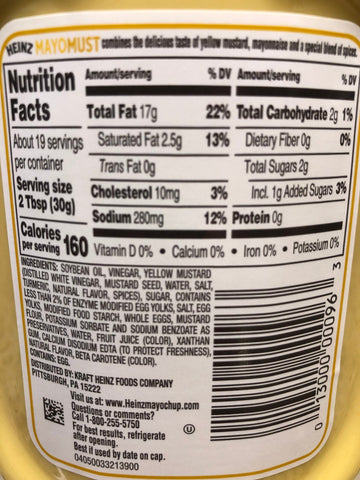 HEINZ MAYOMUST combines the delicious taste of yellow mustard, mayonnaise and a special blend of spices.
Nutrition Facts
About 19 servings per container
Serving size 2 Tbsp (30g)
Calories per serving 160
Amount/serving % DV Amount/serving % DV
Total Fat 17g 22% Total Carbohydrate 2g 1%
Saturated Fat 2.5g 13% Dietary Fiber 0g 0%
Trans Fat 0g Total Sugars 2g
Cholesterol 10mg 3% Incl. 1g Added Sugars 3%
Sodium 280mg 12% Protein 0g
Vitamin D 0% • Calcium 0% • Iron 0% • Potassium 0%
INGREDIENTS: SOYBEAN OIL, VINEGAR, YELLOW MUSTARD
(DISTILLED WHITE VINEGAR, MUSTARD SEED, WATER, SALT,
TURMERIC, NATURAL FLAVOR, SPICES), SUGAR, CONTAINS
LESS THAN 2% OF ENZYME MODIFIED EGG YOLKS, SALT, EGG
YOLKS, MODIFIED FOOD STARCH, WHOLE EGGS, MUSTARD
FLOUR, POTASSIUM SORBATE AND SODIUM BENZOATE AS
PRESERVATIVES, WATER, FRUIT JUICE (COLOR), XANTHAN
GUM, CALCIUM DISODIUM EDTA (TO PROTECT FRESHNESS),
NATURAL FLAVOR, BETA CAROTENE (COLOR).
CONTAINS: EGG.
DISTRIBUTED BY: KRAFT HEINZ FOODS COMPANY
PITTSBURGH, PA 15222
Visit us at: www.Heinzmayochup.com
Questions or comments?
Call 1-800-255-5750
For best results, refrigerate
after opening.
Best if used by date on cap.
04050033213900
U
0 13000 00096 3